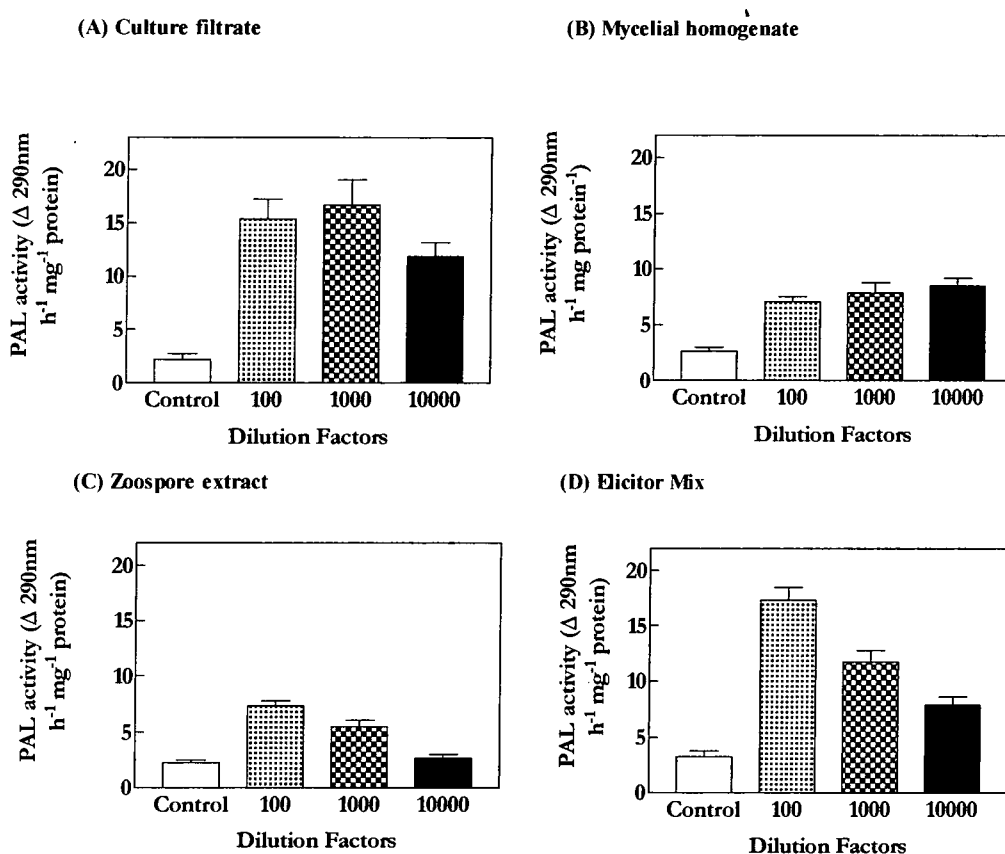 (A) Culture filtrate
PAL activity (Δ 290nm
h⁻¹ mg⁻¹ protein)
20
15
10
5
0
Control 100 1000 10000
Dilution Factors
(B) Mycelial homogenate
PAL activity (Δ 290nm
h⁻¹ mg protein⁻¹)
20
15
10
5
0
Control 100 1000 10000
Dilution Factors
(C) Zoospore extract
PAL activity (Δ 290nm
h⁻¹ mg⁻¹ protein)
20
15
10
5
0
Control 100 1000 10000
Dilution Factors
(D) Elicitor Mix
PAL activity (Δ 290nm
h⁻¹ mg⁻¹ protein)
20
15
10
5
0
Control 100 1000 10000
Dilution Factors